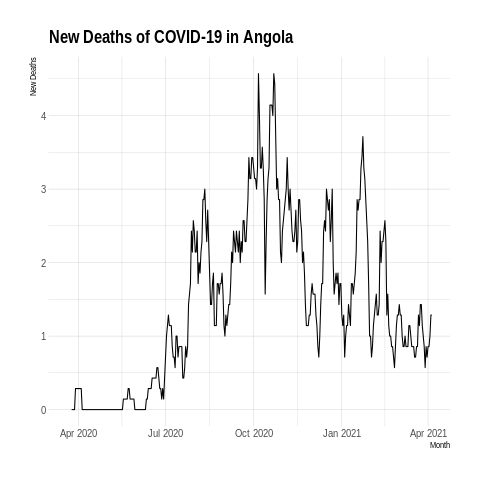 New Deaths of COVID-19 in Angola
New Deaths
4
3
2
1
0
Apr 2020 Jul 2020 Oct 2020 Jan 2021 Apr 2021
Month